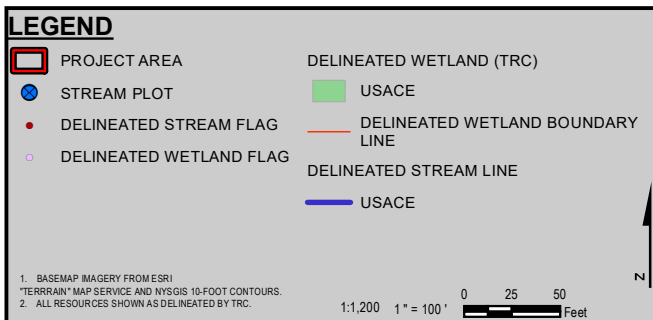 LEGEND
PROJECT AREA
STREAM PLOT
DELINEATED STREAM FLAG
DELINEATED WETLAND FLAG
DELINEATED WETLAND (TRC)
USACE
DELINEATED WETLAND BOUNDARY
LINE
DELINEATED STREAM LINE
USACE
1. BASEMAP IMAGERY FROM ESRI
"TERRRAIN" MAP SERVICE AND NYSGIS 10-FOOT CONTOURS.
2. ALL RESOURCES SHOWN AS DELINEATED BY TRC.
1:1,200 1 " = 100 '
0 25 50
Feet
N